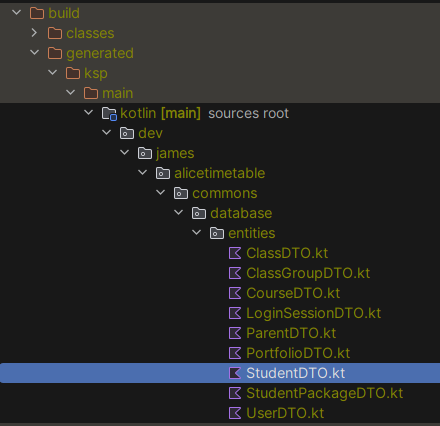 build
classes
generated
ksp
main
kotlin [main] sources root
dev
james
alicetimetable
commons
database
entities
ClassDTO.kt
ClassGroupDTO.kt
CourseDTO.kt
LoginSessionDTO.kt
ParentDTO.kt
PortfolioDTO.kt
StudentDTO.kt
StudentPackageDTO.kt
UserDTO.kt